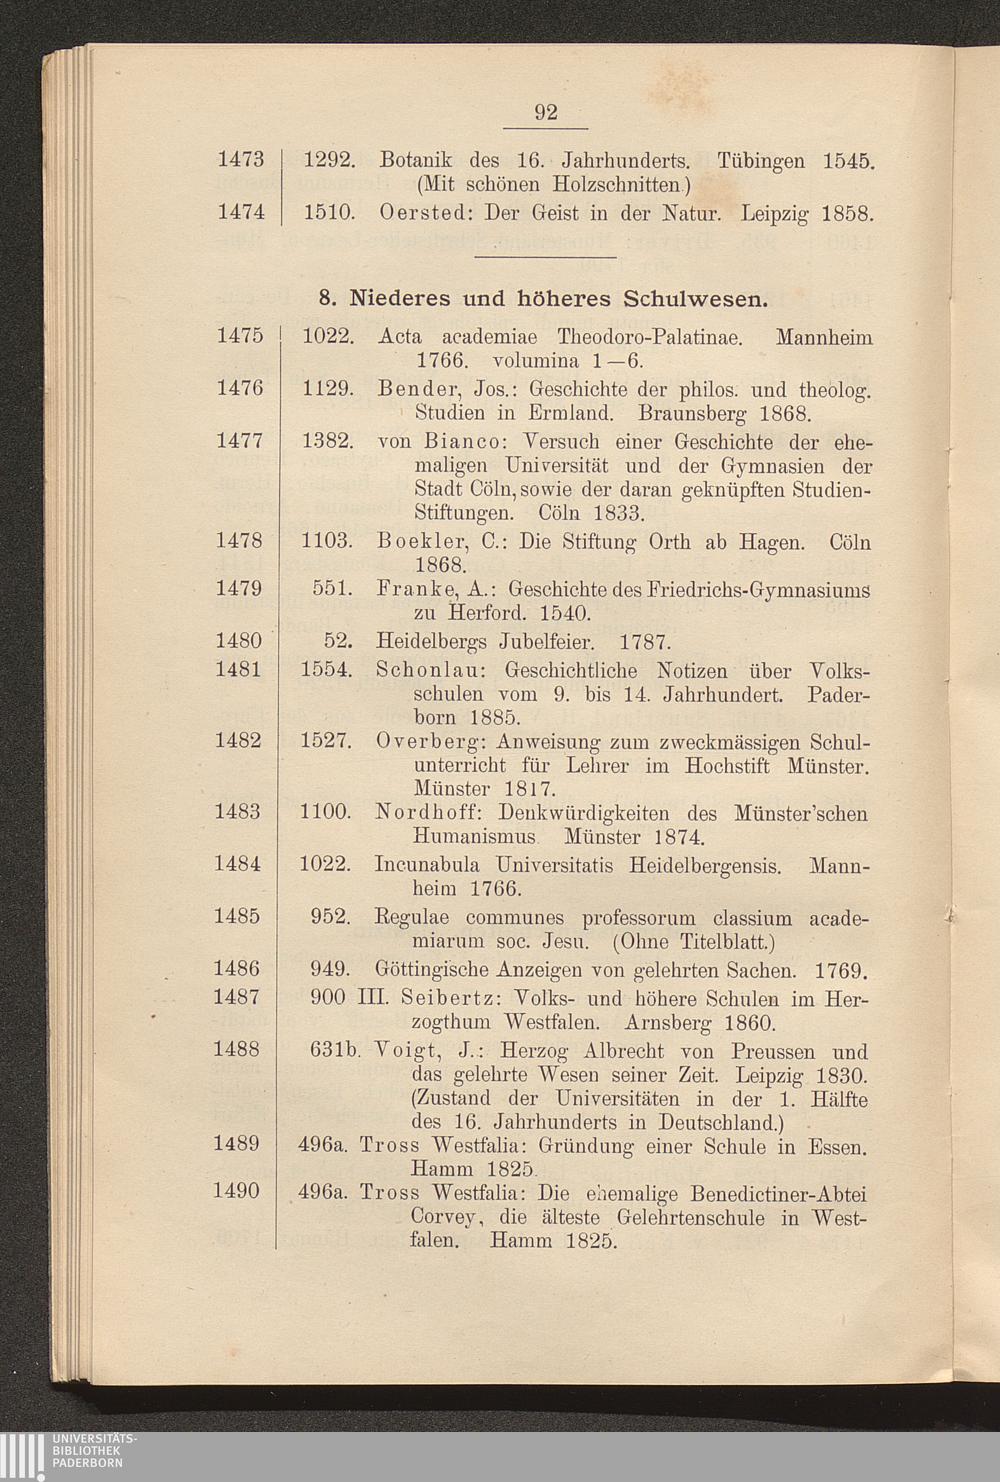 92
1473 1292. Botanik des 16. Jahrhunderts. Tübingen 1545.
(Mit schönen Holzschnitten.)
1474 1510. Oersted: Der Geist in der Natur. Leipzig 1858.
8. Niederes und höheres Schulwesen.
1475 1022. Acta academiae Theodoro-Palatinae. Mannheim
1766. volumina 1—6.
1476 1129. Bender, Jos.: Geschichte der philos. und theolog.
Studien in Ermland. Braunsberg 1868.
1477 1382. von Bianco: Versuch einer Geschichte der ehe-
maligen Universität und der Gymnasien der
Stadt Cöln, sowie der daran geknüpften Studien-
Stiftungen. Cöln 1833.
1478 1103. Boekler, C.: Die Stiftung Orth ab Hagen. Cöln
1868.
1479 551. Franke, A.: Geschichte des Friedrichs-Gymnasiums
zu Herford. 1540.
1480 52. Heidelbergs Jubelfeier. 1787.
1481 1554. Schonlau: Geschichtliche Notizen über Volks-
schulen vom 9. bis 14. Jahrhundert. Pader-
born 1885.
1482 1527. Overberg: Anweisung zum zweckmässigen Schul-
unterricht für Lehrer im Hochstift Münster.
Münster 1817.
1483 1100. Nordhoff: Denkwürdigkeiten des Münster'schen
Humanismus Münster 1874.
1484 1022. Incunabula Universitatis Heidelbergensis. Mann-
heim 1766.
1485 952. Regulae communes professorum classium acade-
miarum soc. Jesu. (Ohne Titelblatt.)
1486 949. Göttingische Anzeigen von gelehrten Sachen. 1769.
1487 900 III. Seibertz: Volks- und höhere Schulen im Her-
zogthum Westfalen. Arnsberg 1860.
1488 631b. Voigt, J.: Herzog Albrecht von Preussen und
das gelehrte Wesen seiner Zeit. Leipzig 1830.
(Zustand der Universitäten in der 1. Hälfte
des 16. Jahrhunderts in Deutschland.)
1489 496a. Tross Westfalia: Gründung einer Schule in Essen.
Hamm 1825.
1490 496a. Tross Westfalia: Die ehemalige Benedictiner-Abtei
Corvey, die älteste Gelehrtenschule in West-
falen. Hamm 1825.
UNIVERSITÄTS-
BIBLIOTHEK
PADERBORN